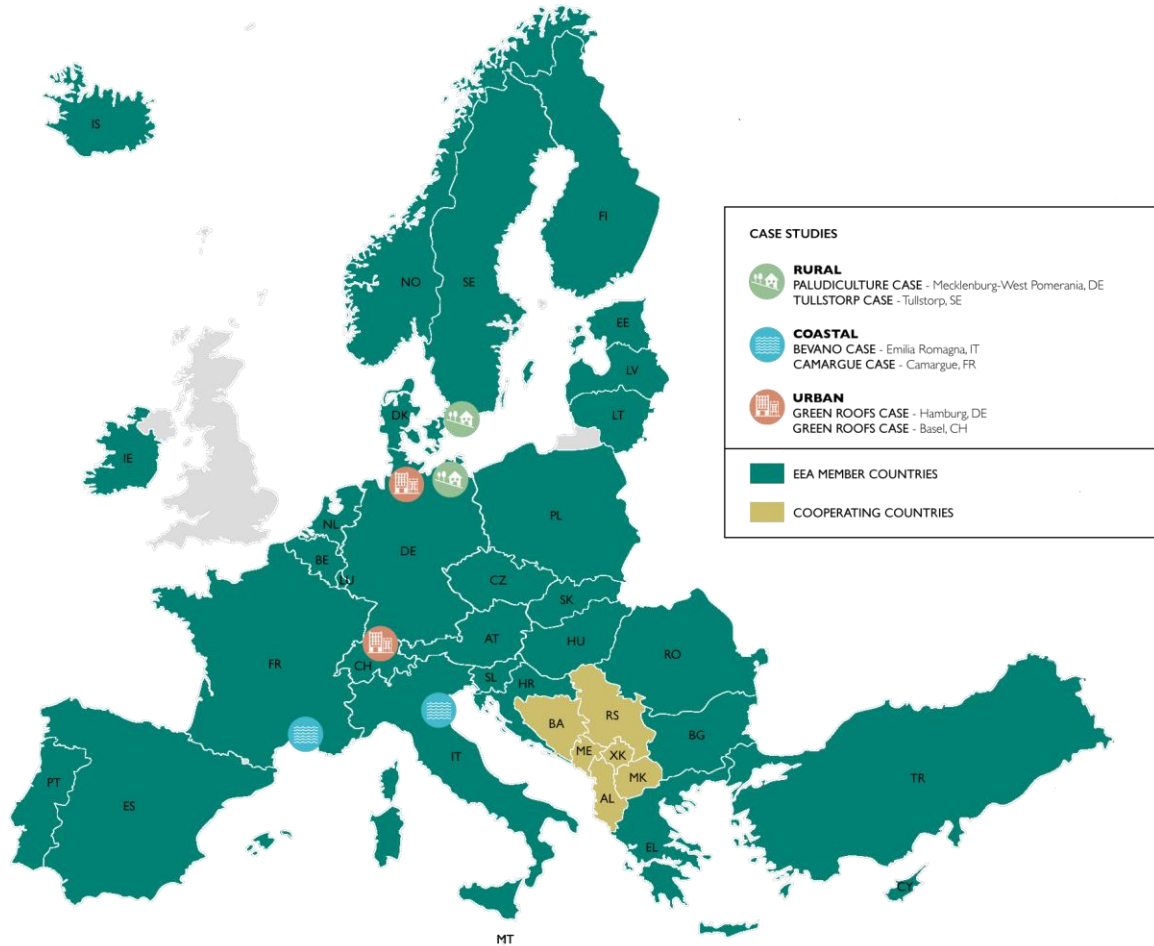 IS
FI
NO
SE
EE
LV
DK
LT
IE
NL
PL
BE
DE
LU
CZ
SK
AT
HU
FR
CH
RO
SL
HR
BA
RS
BG
ME
XK
IT
MK
PT
TR
ES
AL
EL
CY
MT
CASE STUDIES
RURAL
PALUDICULTURE CASE - Mecklenburg-West Pomerania, DE
TULLSTORP CASE - Tullstorp, SE
COASTAL
BEVANO CASE - Emilia Romagna, IT
CAMARGUE CASE - Camargue, FR
URBAN
GREEN ROOFS CASE - Hamburg, DE
GREEN ROOFS CASE - Basel, CH
EEA MEMBER COUNTRIES
COOPERATING COUNTRIES